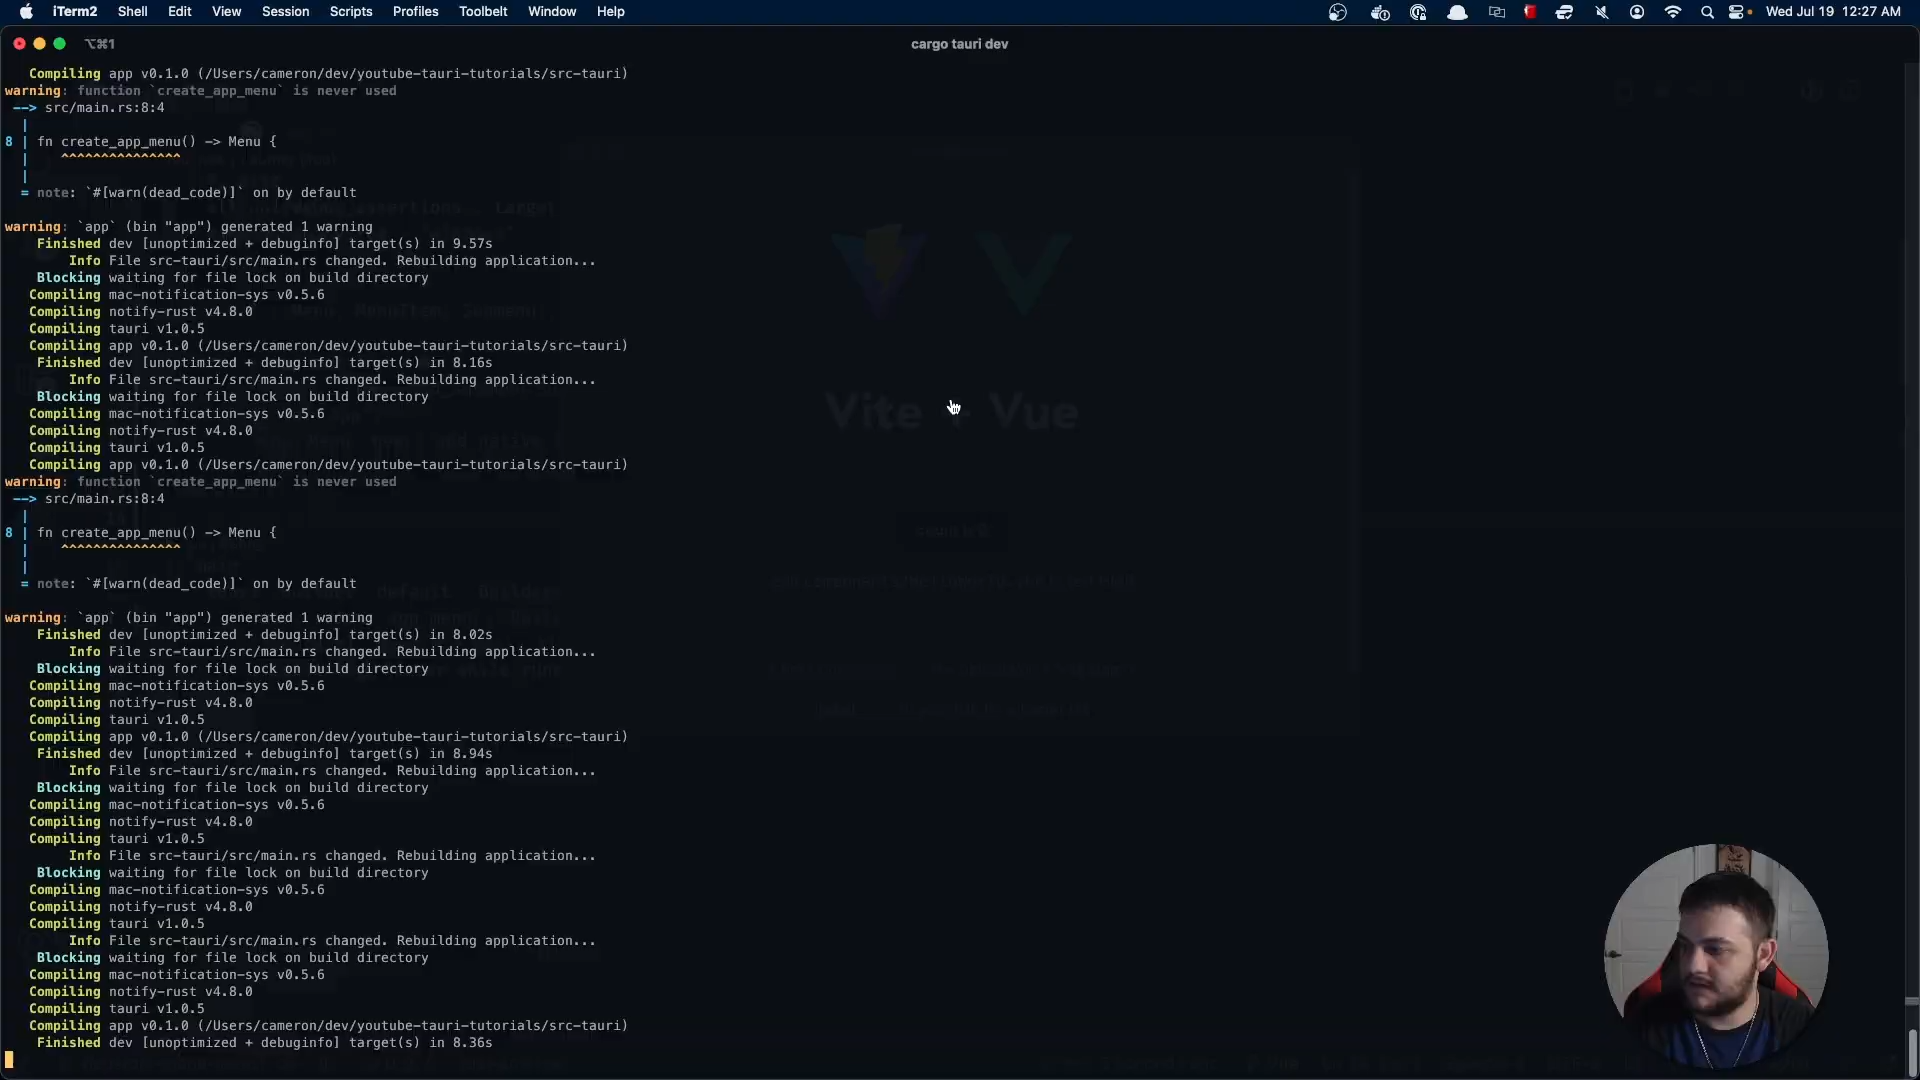 iTerm2 Shell Edit View Session Scripts Profiles Toolbelt Window Help Wed Jul 19 12:27 AM
⌥⌘1 cargo tauri dev
Compiling app v0.1.0 (/Users/cameron/dev/youtube-tauri-tutorials/src-tauri)
warning: function `create_app_menu` is never used
--> src/main.rs:8:4
|
8 | fn create_app_menu() -> Menu {
| ^^^^^^^^^^^^^^^
|
= note: `#[warn(dead_code)]` on by default
warning: `app` (bin "app") generated 1 warning
Finished dev [unoptimized + debuginfo] target(s) in 9.57s
Info File src-tauri/src/main.rs changed. Rebuilding application...
Blocking waiting for file lock on build directory
Compiling mac-notification-sys v0.5.6
Compiling notify-rust v4.8.0
Compiling tauri v1.0.5
Compiling app v0.1.0 (/Users/cameron/dev/youtube-tauri-tutorials/src-tauri)
Finished dev [unoptimized + debuginfo] target(s) in 8.16s
Info File src-tauri/src/main.rs changed. Rebuilding application...
Blocking waiting for file lock on build directory
Compiling mac-notification-sys v0.5.6
Compiling notify-rust v4.8.0
Compiling tauri v1.0.5
Compiling app v0.1.0 (/Users/cameron/dev/youtube-tauri-tutorials/src-tauri)
warning: function `create_app_menu` is never used
--> src/main.rs:8:4
|
8 | fn create_app_menu() -> Menu {
| ^^^^^^^^^^^^^^^
|
= note: `#[warn(dead_code)]` on by default
warning: `app` (bin "app") generated 1 warning
Finished dev [unoptimized + debuginfo] target(s) in 8.02s
Info File src-tauri/src/main.rs changed. Rebuilding application...
Blocking waiting for file lock on build directory
Compiling mac-notification-sys v0.5.6
Compiling notify-rust v4.8.0
Compiling tauri v1.0.5
Compiling app v0.1.0 (/Users/cameron/dev/youtube-tauri-tutorials/src-tauri)
Finished dev [unoptimized + debuginfo] target(s) in 8.94s
Info File src-tauri/src/main.rs changed. Rebuilding application...
Blocking waiting for file lock on build directory
Compiling mac-notification-sys v0.5.6
Compiling notify-rust v4.8.0
Compiling tauri v1.0.5
Info File src-tauri/src/main.rs changed. Rebuilding application...
Blocking waiting for file lock on build directory
Compiling mac-notification-sys v0.5.6
Compiling notify-rust v4.8.0
Compiling tauri v1.0.5
Info File src-tauri/src/main.rs changed. Rebuilding application...
Blocking waiting for file lock on build directory
Compiling mac-notification-sys v0.5.6
Compiling notify-rust v4.8.0
Compiling tauri v1.0.5
Compiling app v0.1.0 (/Users/cameron/dev/youtube-tauri-tutorials/src-tauri)
Finished dev [unoptimized + debuginfo] target(s) in 8.36s
Vite + Vue